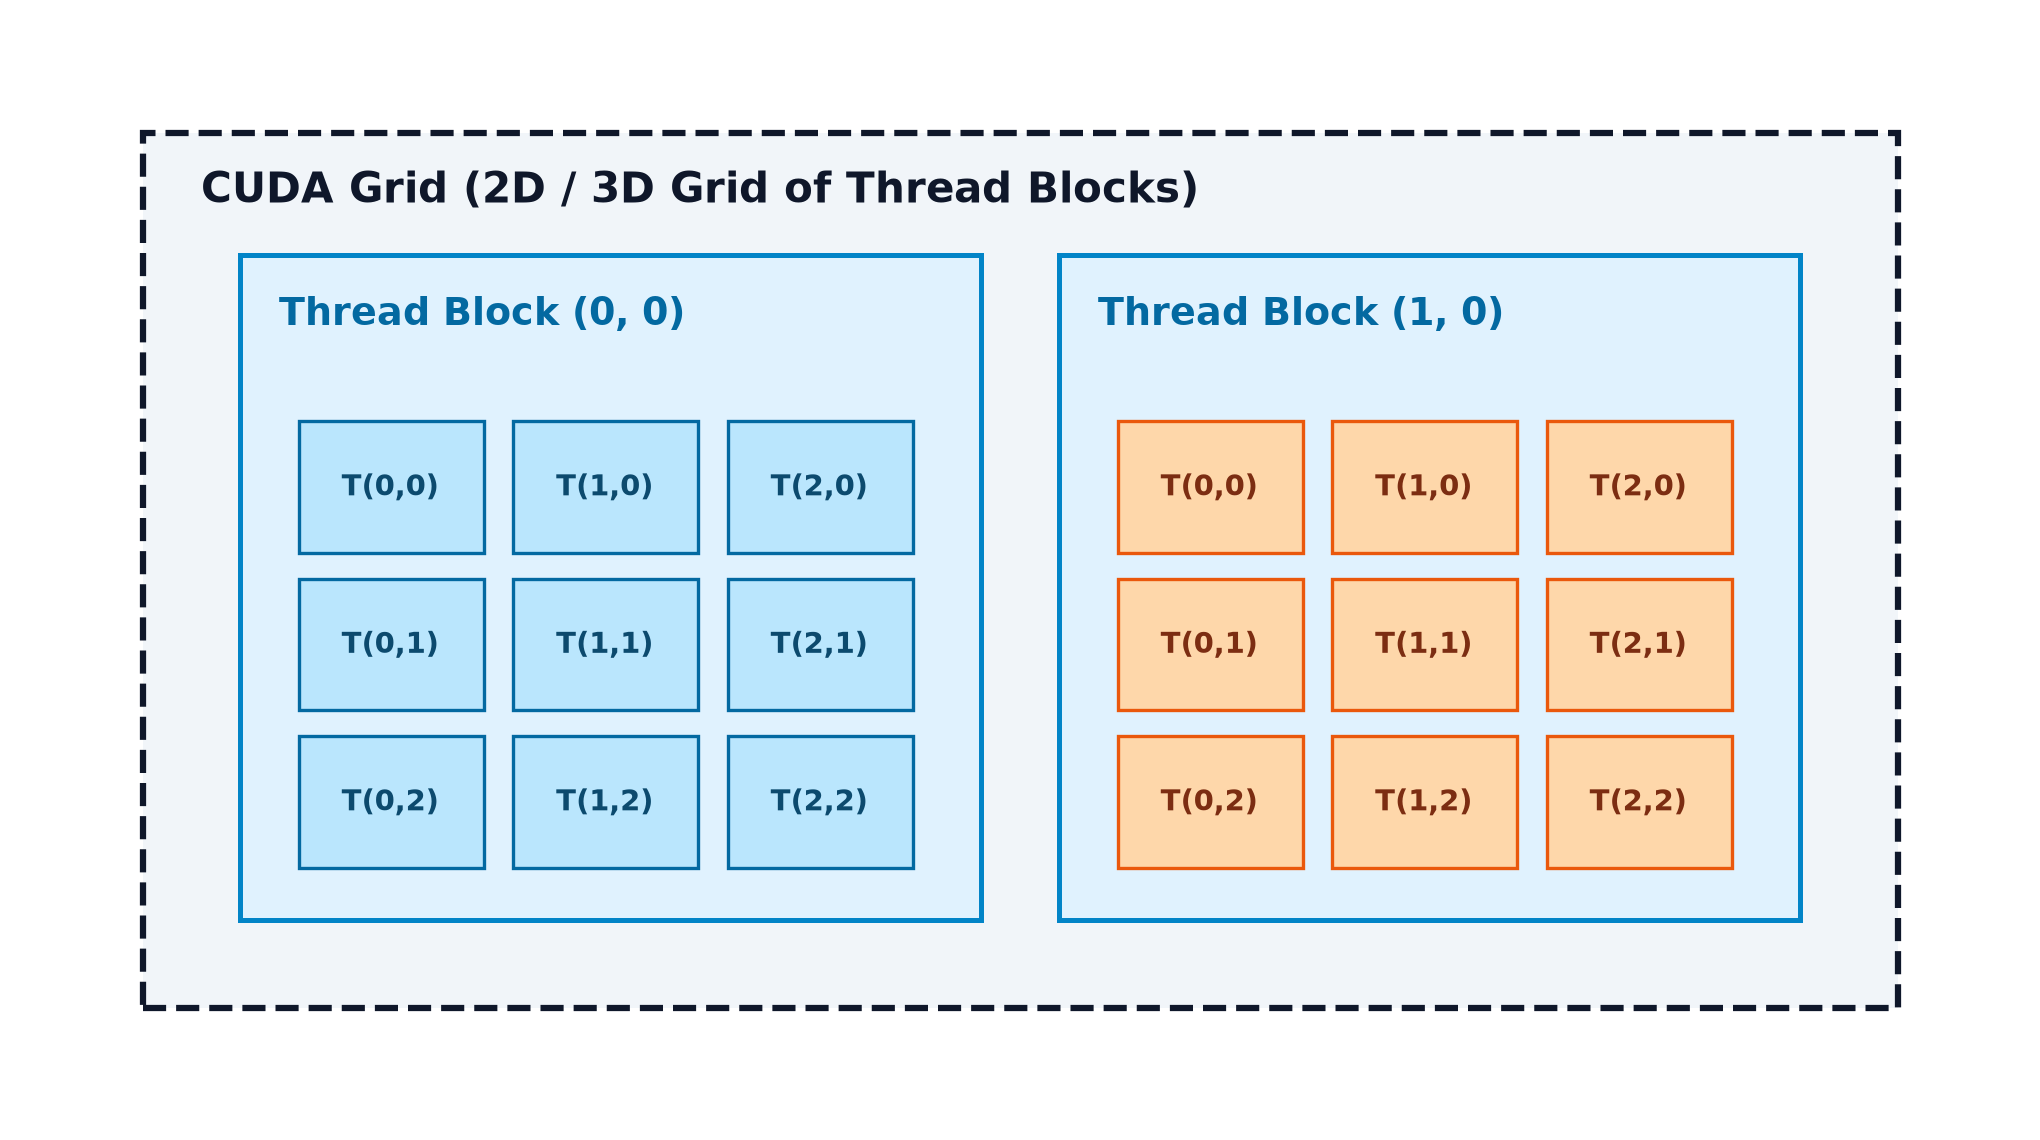 CUDA Grid (2D / 3D Grid of Thread Blocks)
Thread Block (0, 0)
T(0,0) T(1,0) T(2,0)
T(0,1) T(1,1) T(2,1)
T(0,2) T(1,2) T(2,2)
Thread Block (1, 0)
T(0,0) T(1,0) T(2,0)
T(0,1) T(1,1) T(2,1)
T(0,2) T(1,2) T(2,2)